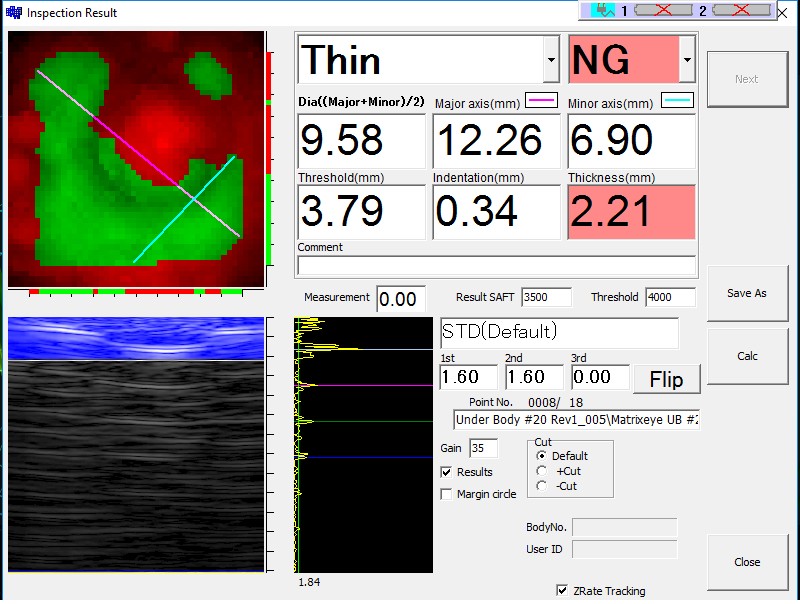 Inspection Result
1
2
Thin
NG
Next
Dia((Major+Minor)/2)
Major axis(mm)
Minor axis(mm)
9.58
12.26
6.90
Threshold(mm)
Indentation(mm)
Thickness(mm)
3.79
0.34
2.21
Comment
Measurement 0.00
Result SAFT 3500
Threshold 4000
Save As
STD(Default)
1st
2nd
3rd
1.60
1.60
0.00
Flip
Calc
Point No. 0008/ 18
Under Body #20 Rev1_005\Matrixeye UB #2
Gain 35
Cut
Default
+Cut
-Cut
Results
Margin circle
BodyNo.
User ID
Close
1.84
ZRate Tracking